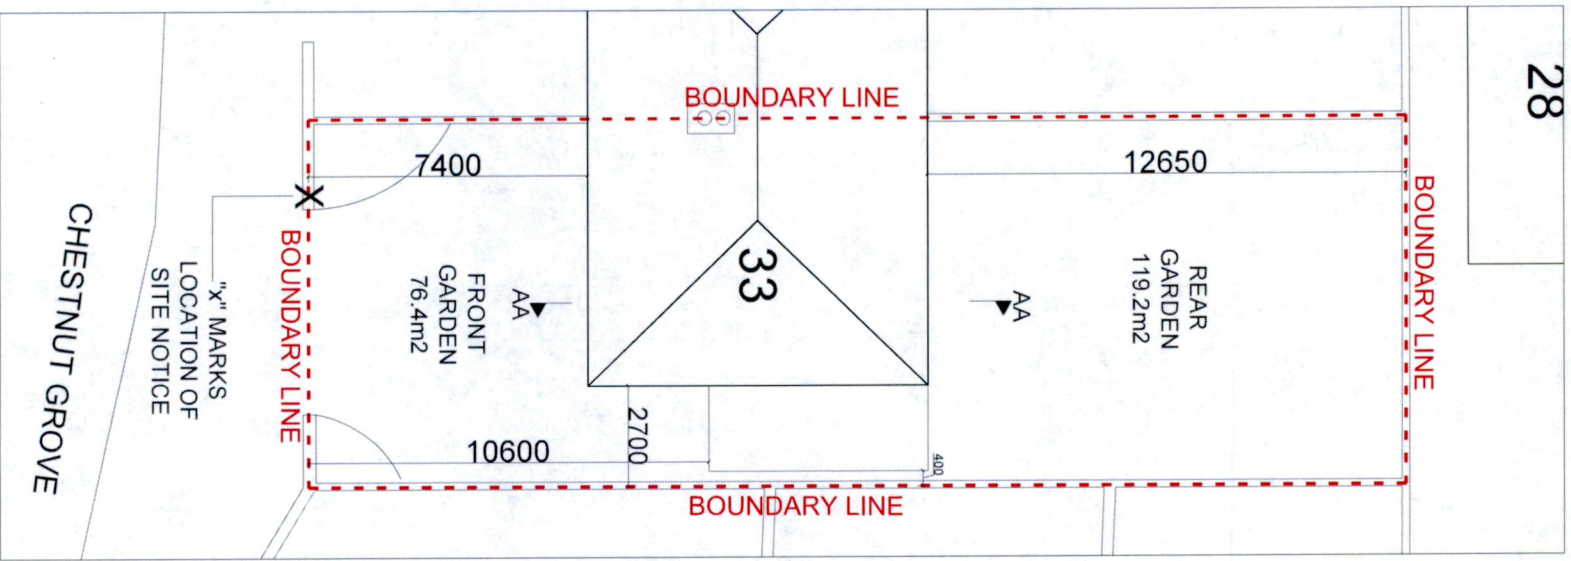 28
BOUNDARY LINE
7400
12650
BOUNDARY LINE
X
CHESTNUT GROVE
"x" MARKS
LOCATION OF
SITE NOTICE
BOUNDARY LINE
FRONT
GARDEN
76.4m2
AA
33
AA
REAR
GARDEN
119.2m2
10600
2700
400
BOUNDARY LINE